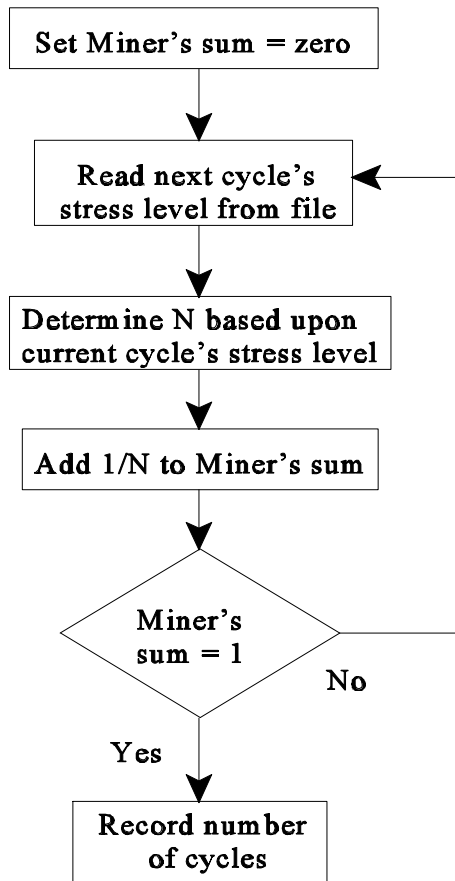 Set Miner's sum = zero
Read next cycle's
stress level from file
Determine N based upon
current cycle's stress level
Add 1/N to Miner's sum
Miner's
sum = 1
No
Yes
Record number
of cycles